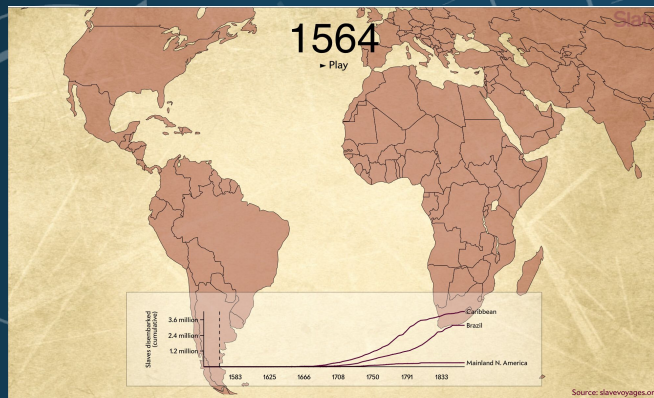 1564
► Play
Slaves disembarked
(cumulative)
3.6 million
2.4 million
1.2 million
Caribbean
Brazil
Mainland N. America
1583 1625 1666 1708 1750 1791 1833
Source: slavevoyages.or